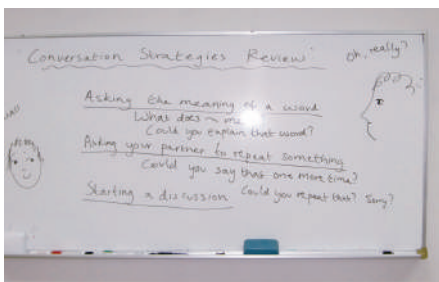 Conversation Strategies Review
Oh, really?
Asking the meaning of a word
What does ~ me
Could you explain that word?
Asking your partner to repeat something
Could you say that one more time?
Starting a discussion Could you repeat that? Sorry?